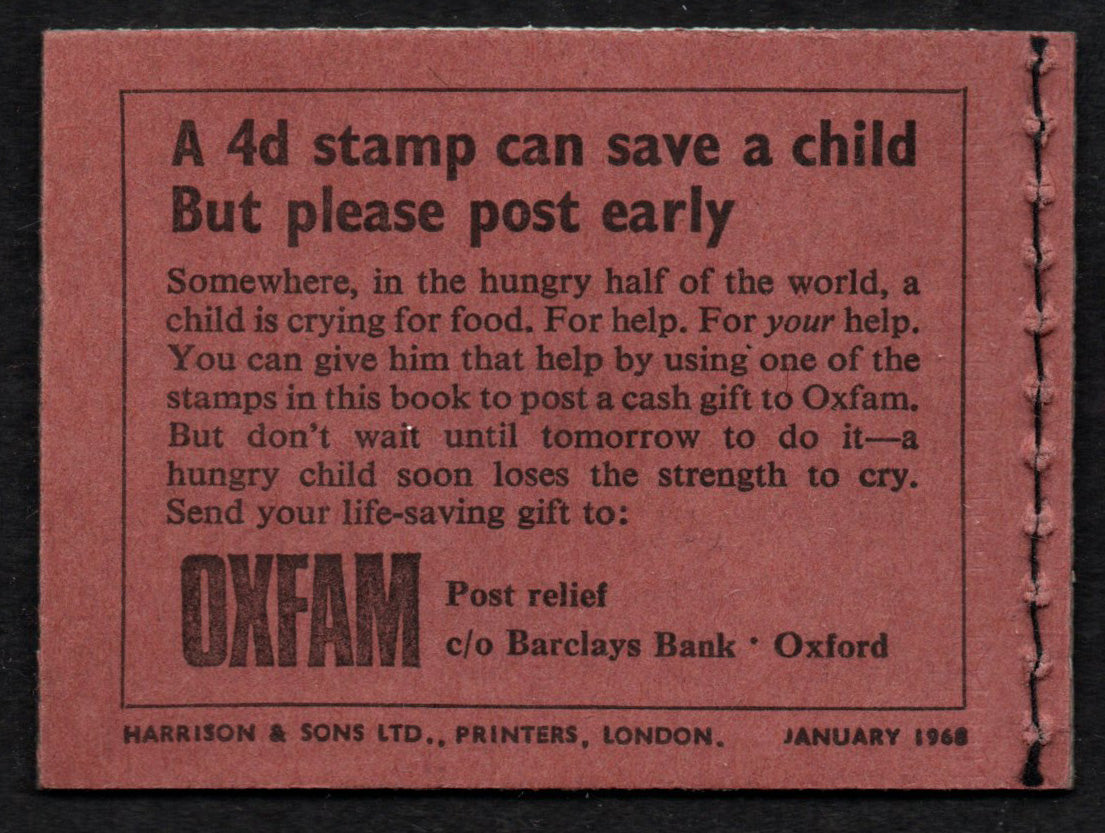 A 4d stamp can save a child
But please post early
Somewhere, in the hungry half of the world, a
child is crying for food. For help. For your help.
You can give him that help by using one of the
stamps in this book to post a cash gift to Oxfam.
But don't wait until tomorrow to do it—a
hungry child soon loses the strength to cry.
Send your life-saving gift to:
OXFAM
Post relief
c/o Barclays Bank · Oxford
HARRISON & SONS LTD., PRINTERS, LONDON. JANUARY 1968